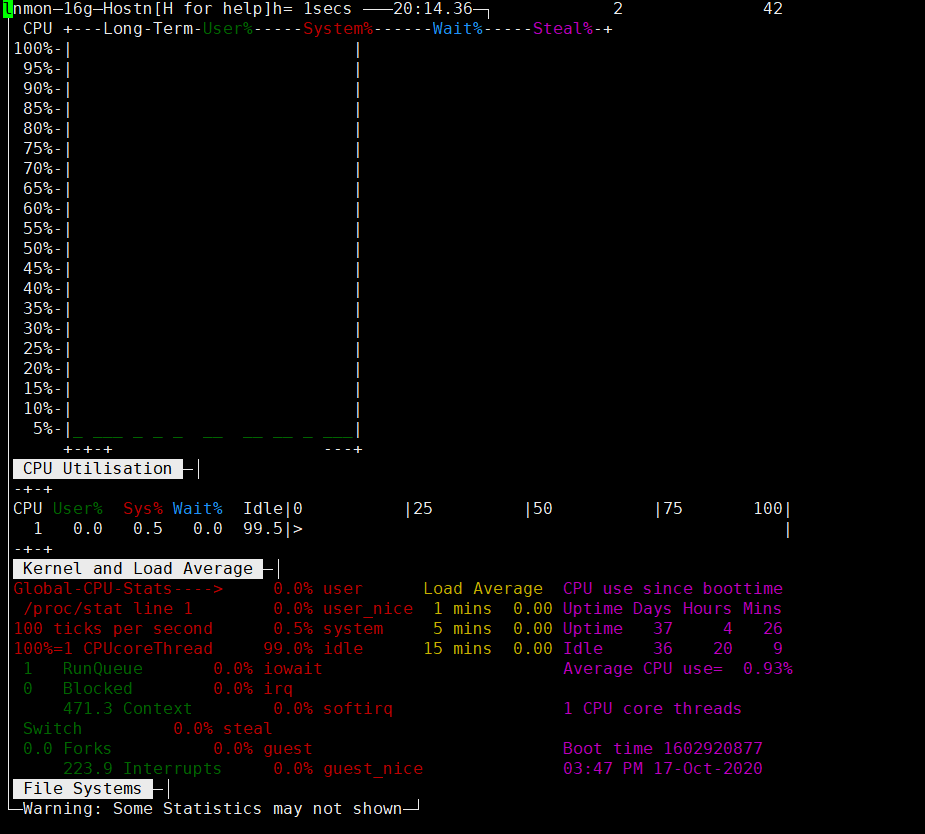 lnmon─16g─Hostn[H for help]h= 1secs ───20:14.36─┐ 2 42
CPU +---Long-Term-User%-----System%------Wait%-----Steal%-+
100%-| |
95%-| |
90%-| |
85%-| |
80%-| |
75%-| |
70%-| |
65%-| |
60%-| |
55%-| |
50%-| |
45%-| |
40%-| |
35%-| |
30%-| |
25%-| |
20%-| |
15%-| |
10%-| |
5%-|_ ___ _ _ _ __ __ __ _ ___|
+-+-+ ---+
CPU Utilisation ─│
-+-+
CPU User% Sys% Wait% Idle|0 |25 |50 |75 100|
1 0.0 0.5 0.0 99.5|> |
-+-+
Kernel and Load Average ─│
Global-CPU-Stats----> 0.0% user Load Average CPU use since boottime
/proc/stat line 1 0.0% user_nice 1 mins 0.00 Uptime Days Hours Mins
100 ticks per second 0.5% system 5 mins 0.00 Uptime 37 4 26
100%=1 CPUcoreThread 99.0% idle 15 mins 0.00 Idle 36 20 9
1 RunQueue 0.0% iowait Average CPU use= 0.93%
0 Blocked 0.0% irq
471.3 Context 0.0% softirq 1 CPU core threads
Switch 0.0% steal
0.0 Forks 0.0% guest Boot time 1602920877
223.9 Interrupts 0.0% guest_nice 03:47 PM 17-Oct-2020
File Systems ─│
└─Warning: Some Statistics may not shown─┘